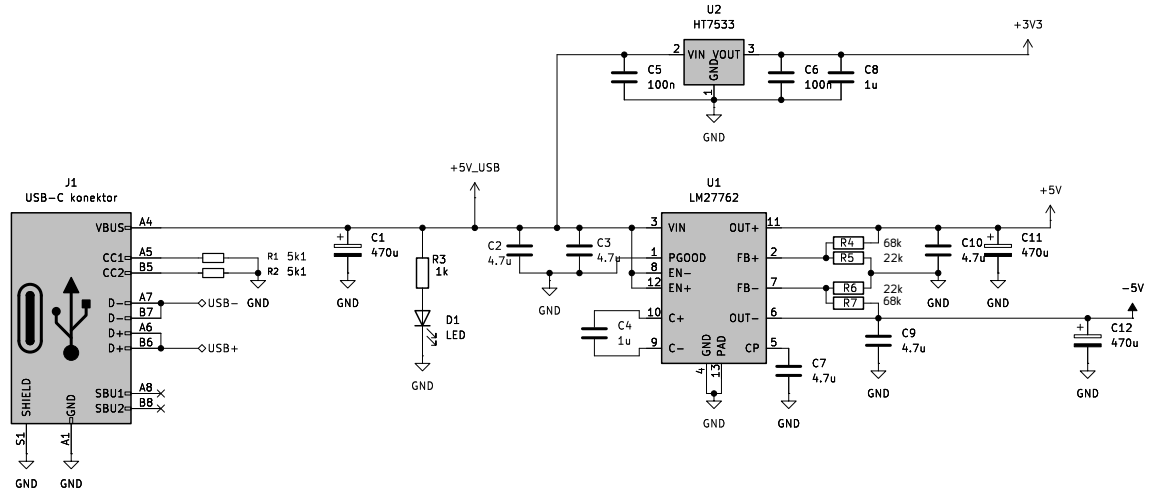 U2
HT7533
+3V3
2
VIN
VOUT
3
GND
1
C5
100n
C6
100n
C8
1u
GND
J1
USB-C konektor
+5V_USB
U1
LM27762
+5V
VBUS
A4
CC1
A5
R1 5k1
CC2
B5
R2 5k1
GND
D-
A7
USB-
D-
B7
D+
A6
D+
B6
USB+
SBU1
A8
SBU2
B8
SHIELD
GND
S1
A1
GND
GND
+
C1
470u
GND
R3
1k
D1
LED
GND
C2
4.7u
C3
4.7u
GND
3
VIN
1
PGOOD
8
EN-
12
EN+
10
C+
9
C-
C4
1u
OUT+
11
FB+
2
FB-
7
OUT-
6
CP
5
GND
PAD
4
13
GND
R4
68k
R5
22k
R6
22k
R7
68k
C7
4.7u
GND
C10
4.7u
GND
+
C11
470u
GND
C9
4.7u
GND
-5V
+
C12
470u
GND